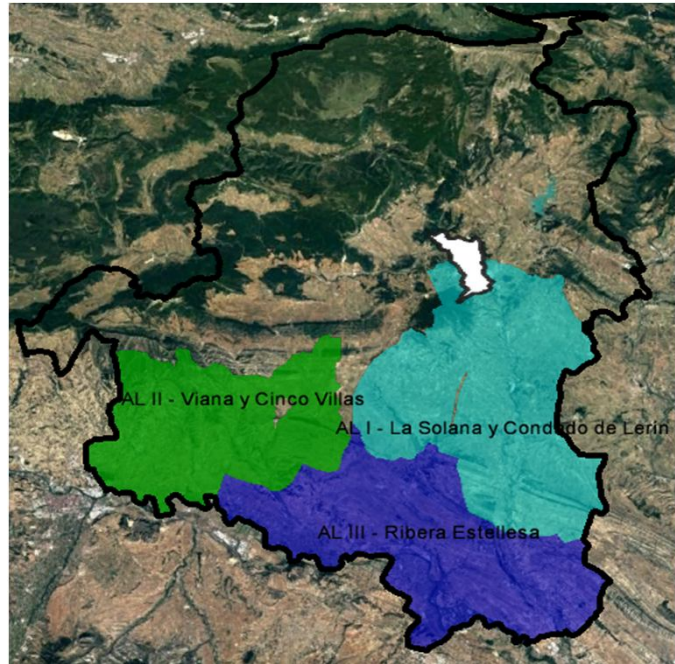 AL II - Viana y Cinco Villas
AL I - La Solana y Condado de Lerín
AL III - Ribera Estellesa